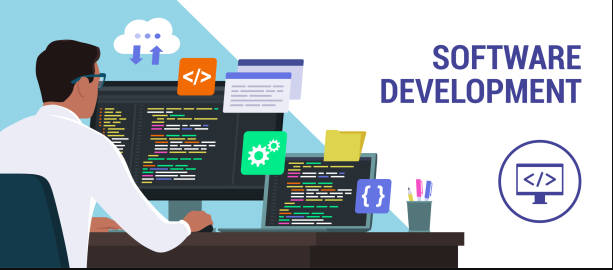 </>
{ }
SOFTWARE
DEVELOPMENT
</>